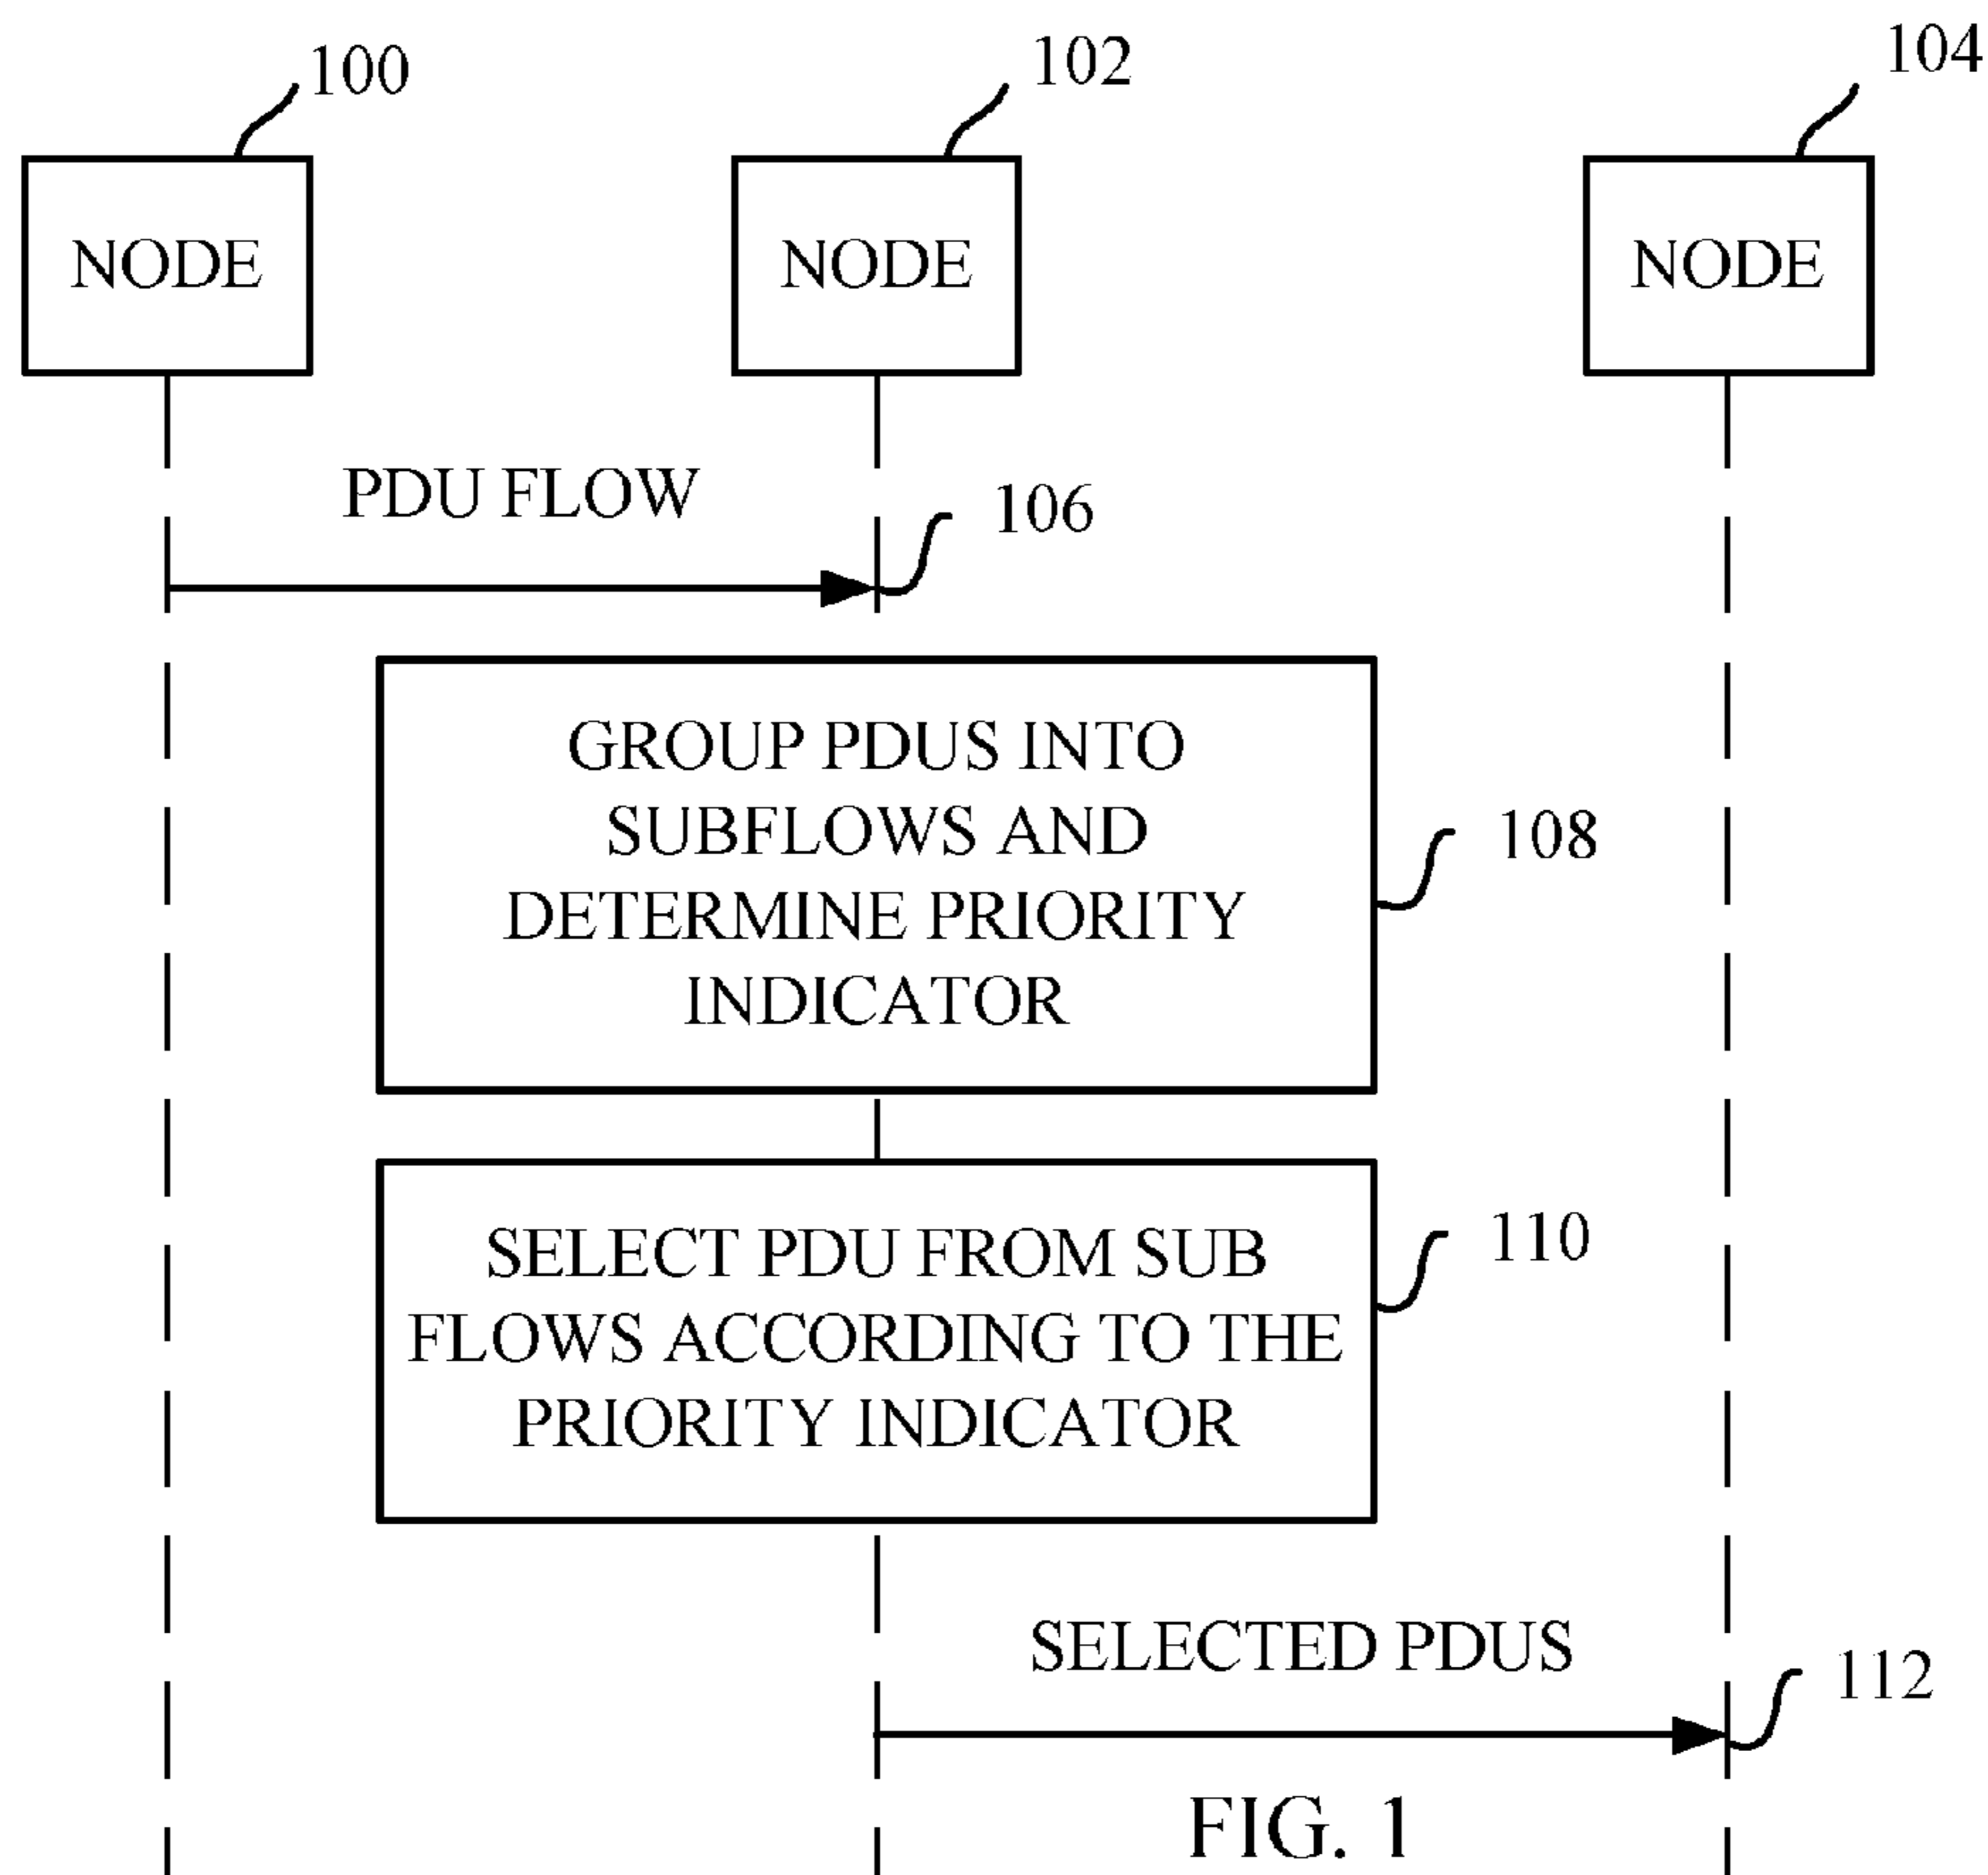 100
102
104
NODE
NODE
NODE
PDU FLOW
106
GROUP PDUS INTO
SUBFLOWS AND
DETERMINE PRIORITY
INDICATOR
108
SELECT PDU FROM SUB
FLOWS ACCORDING TO THE
PRIORITY INDICATOR
110
SELECTED PDUS
112
FIG. 1